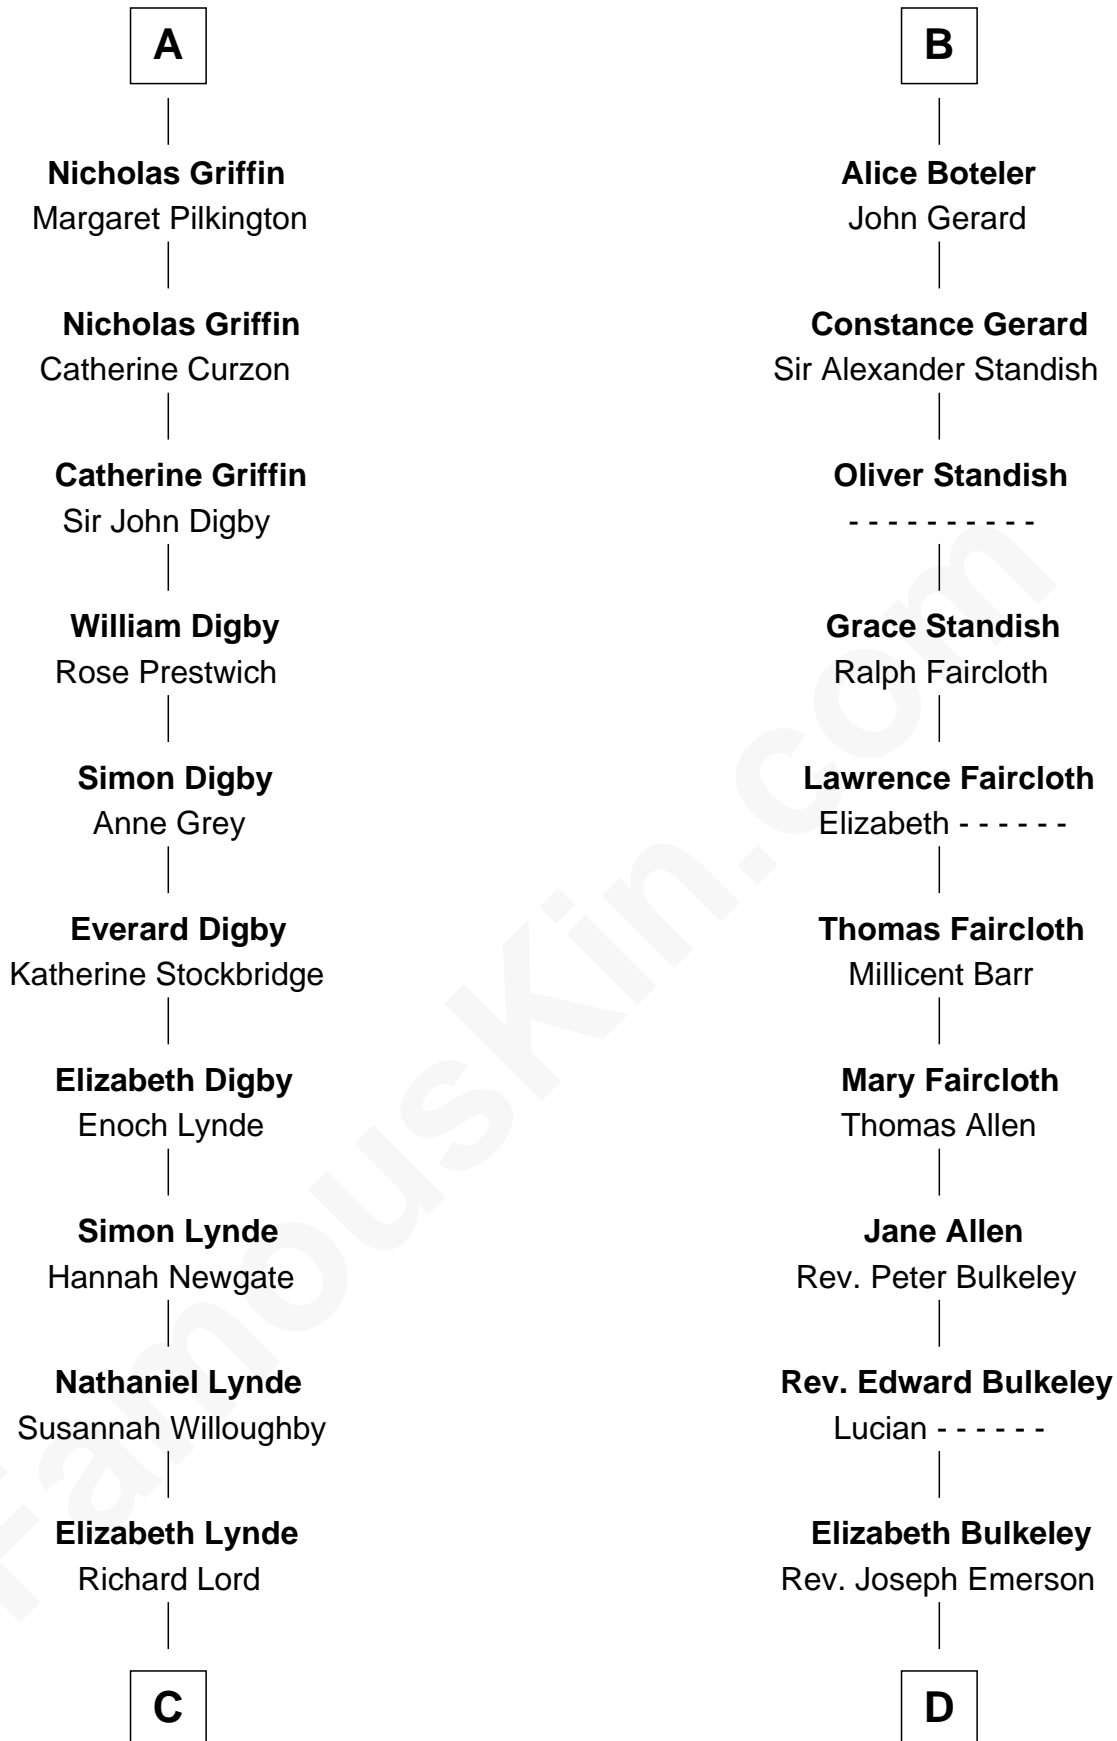 A
Nicholas Griffin
Margaret Pilkington
Nicholas Griffin
Catherine Curzon
Catherine Griffin
Sir John Digby
William Digby
Rose Prestwich
Simon Digby
Anne Grey
Everard Digby
Katherine Stockbridge
Elizabeth Digby
Enoch Lynde
Simon Lynde
Hannah Newgate
Nathaniel Lynde
Susannah Willoughby
Elizabeth Lynde
Richard Lord
C
B
Alice Boteler
John Gerard
Constance Gerard
Sir Alexander Standish
Oliver Standish
- - - - - - - - - -
Grace Standish
Ralph Faircloth
Lawrence Faircloth
Elizabeth - - - - - -
Thomas Faircloth
Millicent Barr
Mary Faircloth
Thomas Allen
Jane Allen
Rev. Peter Bulkeley
Rev. Edward Bulkeley
Lucian - - - - - -
Elizabeth Bulkeley
Rev. Joseph Emerson
D
FamousKin.com